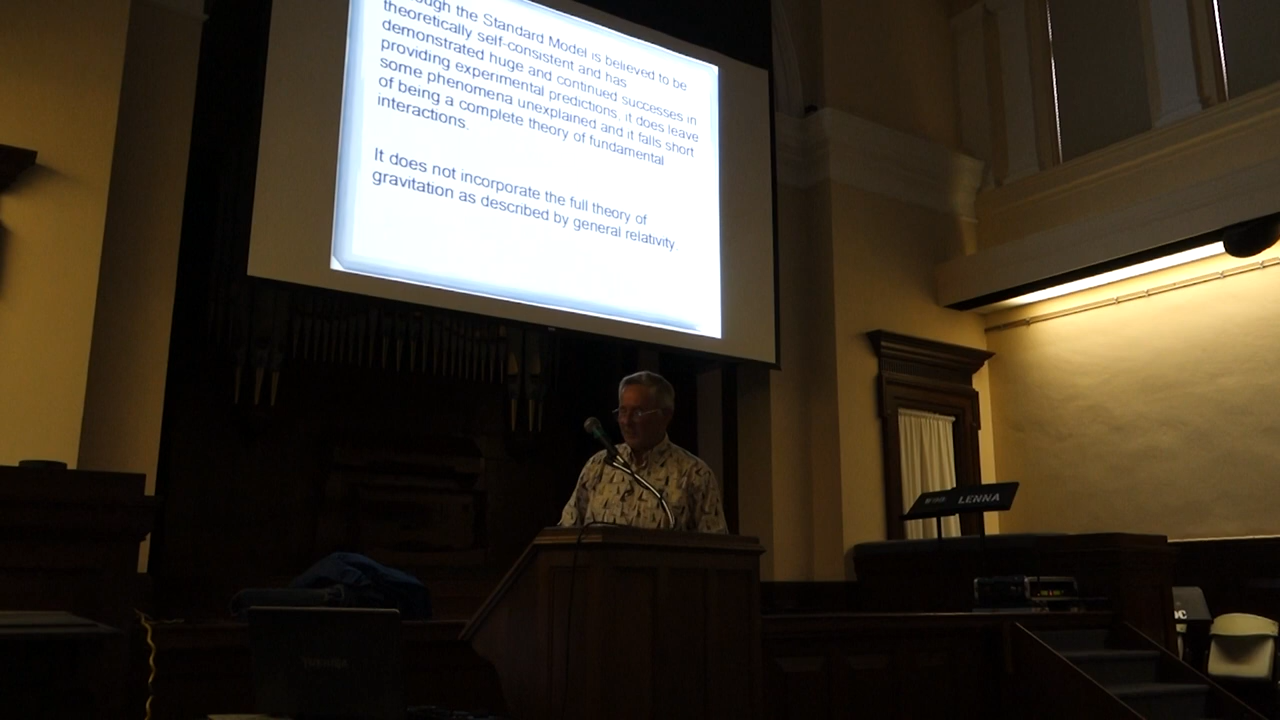 ough the Standard Model is believed to be
theoretically self-consistent and has
demonstrated huge and continued successes in
providing experimental predictions, it does leave
some phenomena unexplained and it falls short
of being a complete theory of fundamental
interactions.
It does not incorporate the full theory of
gravitation as described by general relativity
LENNA
TOSHIBA